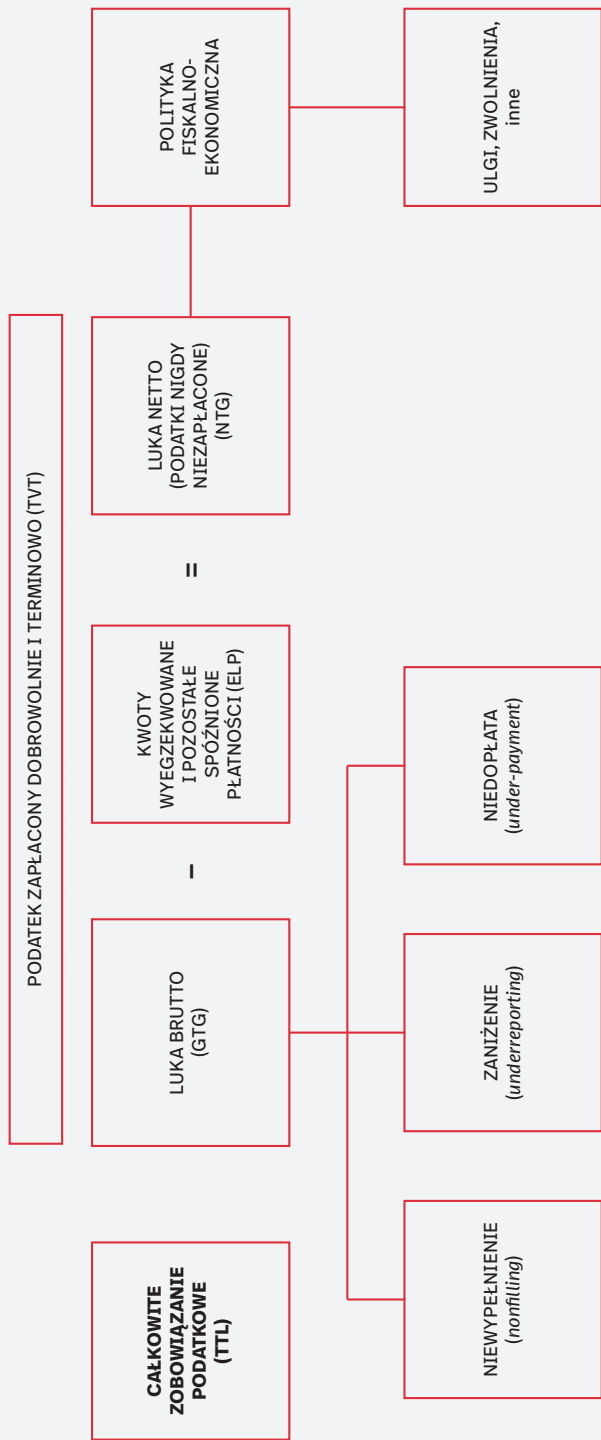 PODATEK ZAPŁACONY DOBROWOLNIE I TERMINOWO (TVT)
CAŁKOWITE
ZOBOWIĄZANIE
PODATKOWE
(TTL)
LUKA BRUTTO
(GTG)
–
KWOTY
WYEGZEKWOWANE
I POZOSTAŁE
SPÓŹNIONE
PŁATNOŚCI (ELP)
=
LUKA NETTO
(PODATKI NIGDY
NIEZAPŁACONE)
(NTG)
POLITYKA
FISKALNO-
EKONOMICZNA
NIEWYPEŁNIENIE
(nonfilling)
ZANIŻENIE
(underreporting)
NIEDOPŁATA
(under-payment)
ULGI, ZWOLNIENIA,
inne